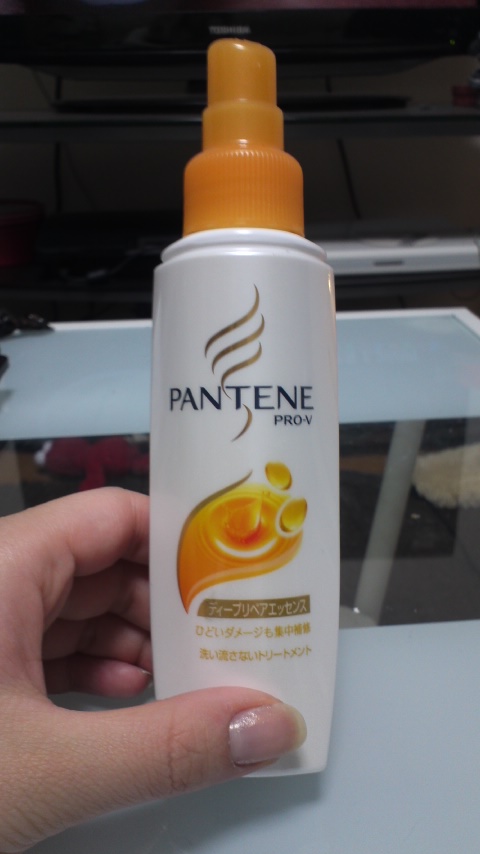 TOSHIBA
PANTENE
PRO-V
ディープリペアエッセンス
ひどいダメージも集中補修
洗い流さないトリートメント